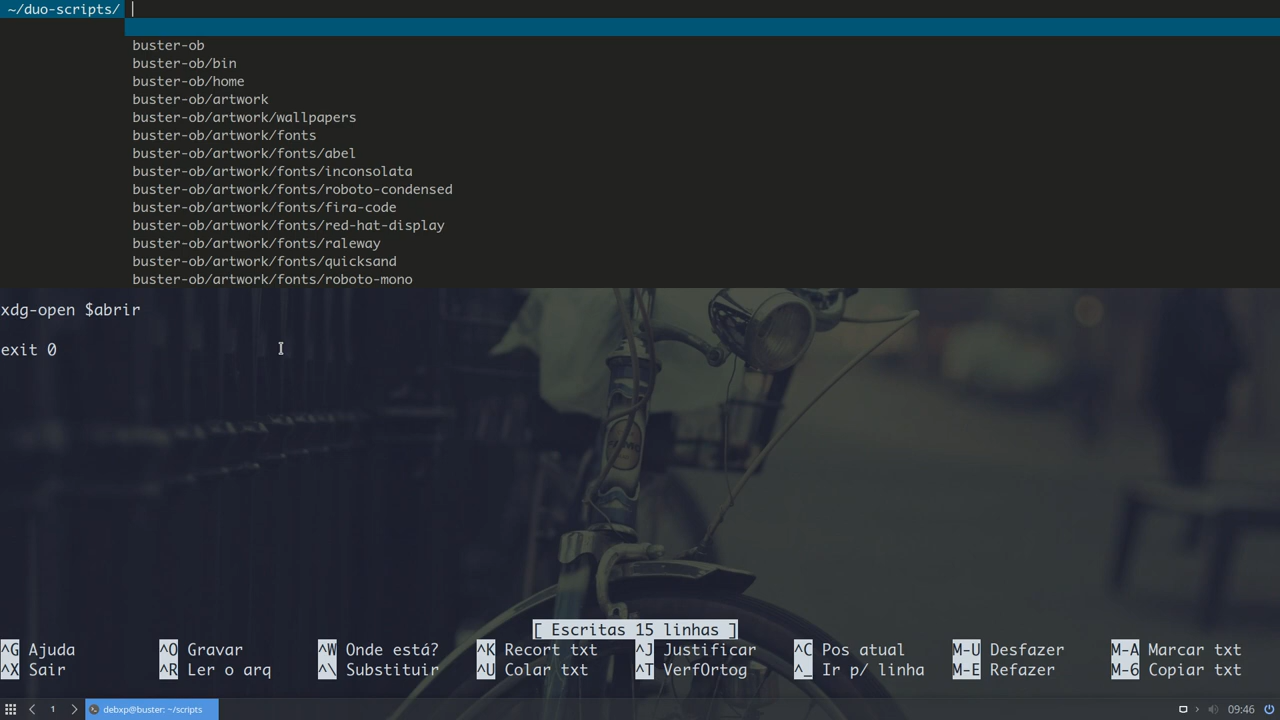 ~/duo-scripts/
buster-ob
buster-ob/bin
buster-ob/home
buster-ob/artwork
buster-ob/artwork/wallpapers
buster-ob/artwork/fonts
buster-ob/artwork/fonts/abel
buster-ob/artwork/fonts/inconsolata
buster-ob/artwork/fonts/roboto-condensed
buster-ob/artwork/fonts/fira-code
buster-ob/artwork/fonts/red-hat-display
buster-ob/artwork/fonts/raleway
buster-ob/artwork/fonts/quicksand
buster-ob/artwork/fonts/roboto-mono
xdg-open $abrir
exit 0
[ Escritas 15 linhas ]
^G Ajuda ^O Gravar ^W Onde está? ^K Recort txt ^J Justificar ^C Pos atual M-U Desfazer M-A Marcar txt
^X Sair ^R Ler o arq ^\ Substituir ^U Colar txt ^T VerfOrtog ^_ Ir p/ linha M-E Refazer M-6 Copiar txt
1 debxp@buster: ~/scripts 09:46